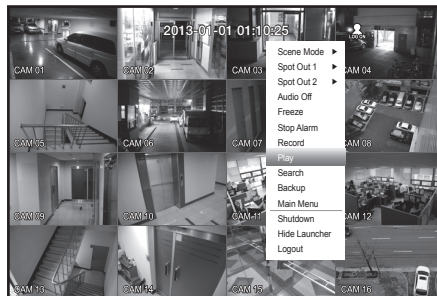 2013-01-01 01:10:25
LOG ON
CAM 01
CAM 02
CAM 03
CAM 04
Scene Mode
Spot Out 1
Spot Out 2
Audio Off
Freeze
Stop Alarm
Record
Play
Search
Backup
Main Menu
Shutdown
Hide Launcher
Logout
CAM 05
CAM 06
CAM 07
CAM 08
CAM 09
CAM 10
CAM 11
CAM 12
CAM 13
CAM 14
CAM 15
CAM 16